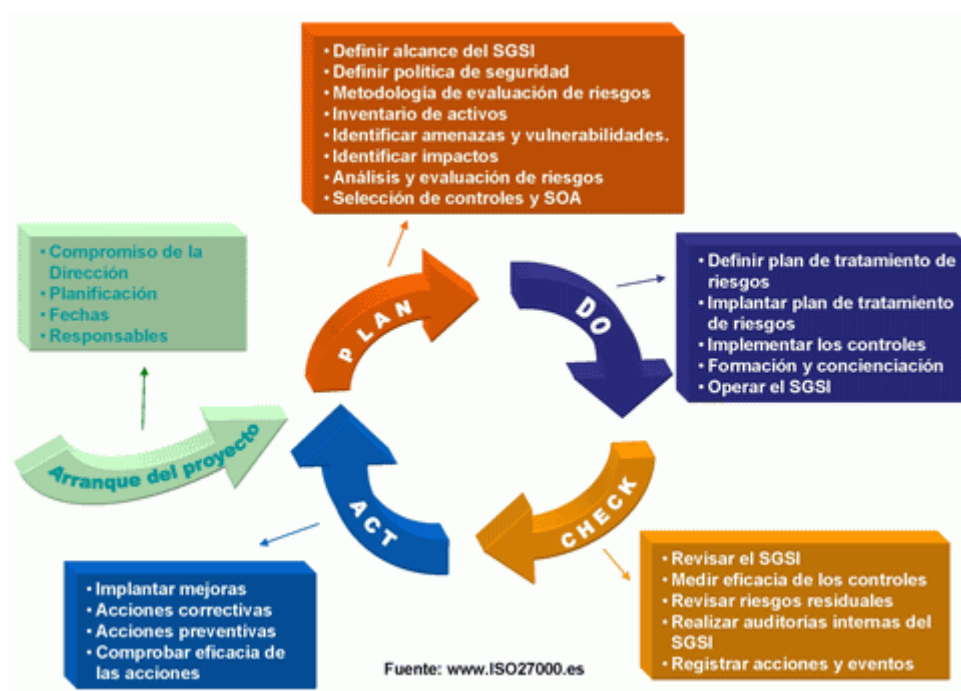 • Definir alcance del SGSI
• Definir política de seguridad
• Metodología de evaluación de riesgos
• Inventario de activos
• Identificar amenazas y vulnerabilidades.
• Identificar impactos
• Análisis y evaluación de riesgos
• Selección de controles y SOA
• Compromiso de la
Dirección
• Planificación
• Fechas
• Responsables
Arranque del proyecto
PLAN
DO
• Definir plan de tratamiento de
riesgos
• Implantar plan de tratamiento
de riesgos
• Implementar los controles
• Formación y concienciación
• Operar el SGSI
CHECK
• Revisar el SGSI
• Medir eficacia de los controles
• Revisar riesgos residuales
• Realizar auditorías internas del
SGSI
• Registrar acciones y eventos
ACT
• Implantar mejoras
• Acciones correctivas
• Acciones preventivas
• Comprobar eficacia de
las acciones
Fuente: www.ISO27000.es